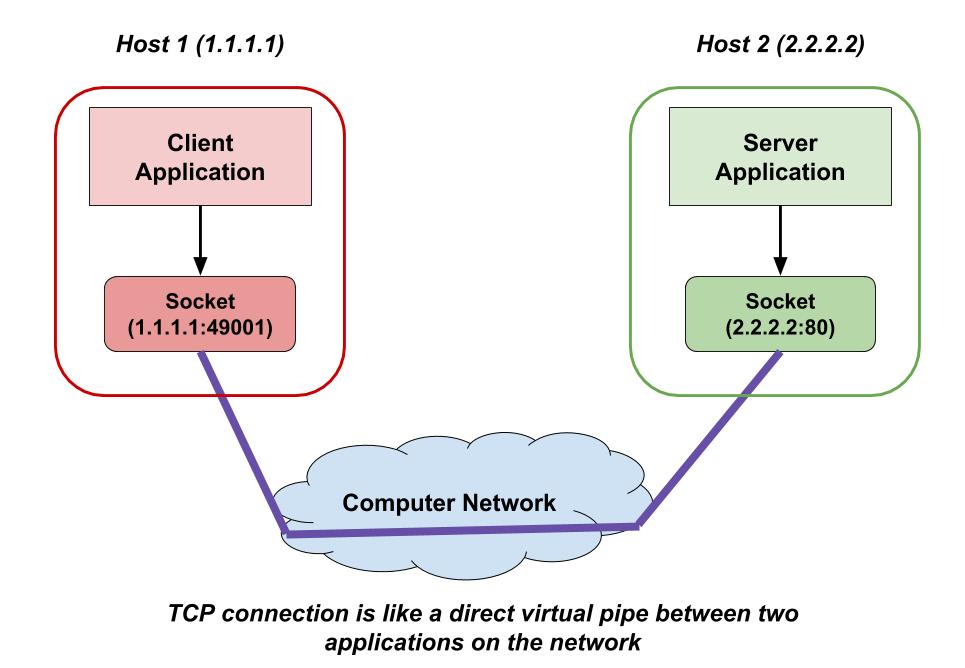 Host 1 (1.1.1.1)
Host 2 (2.2.2.2)
Client
Application
Server
Application
Socket
(1.1.1.1:49001)
Socket
(2.2.2.2:80)
Computer Network
TCP connection is like a direct virtual pipe between two
applications on the network